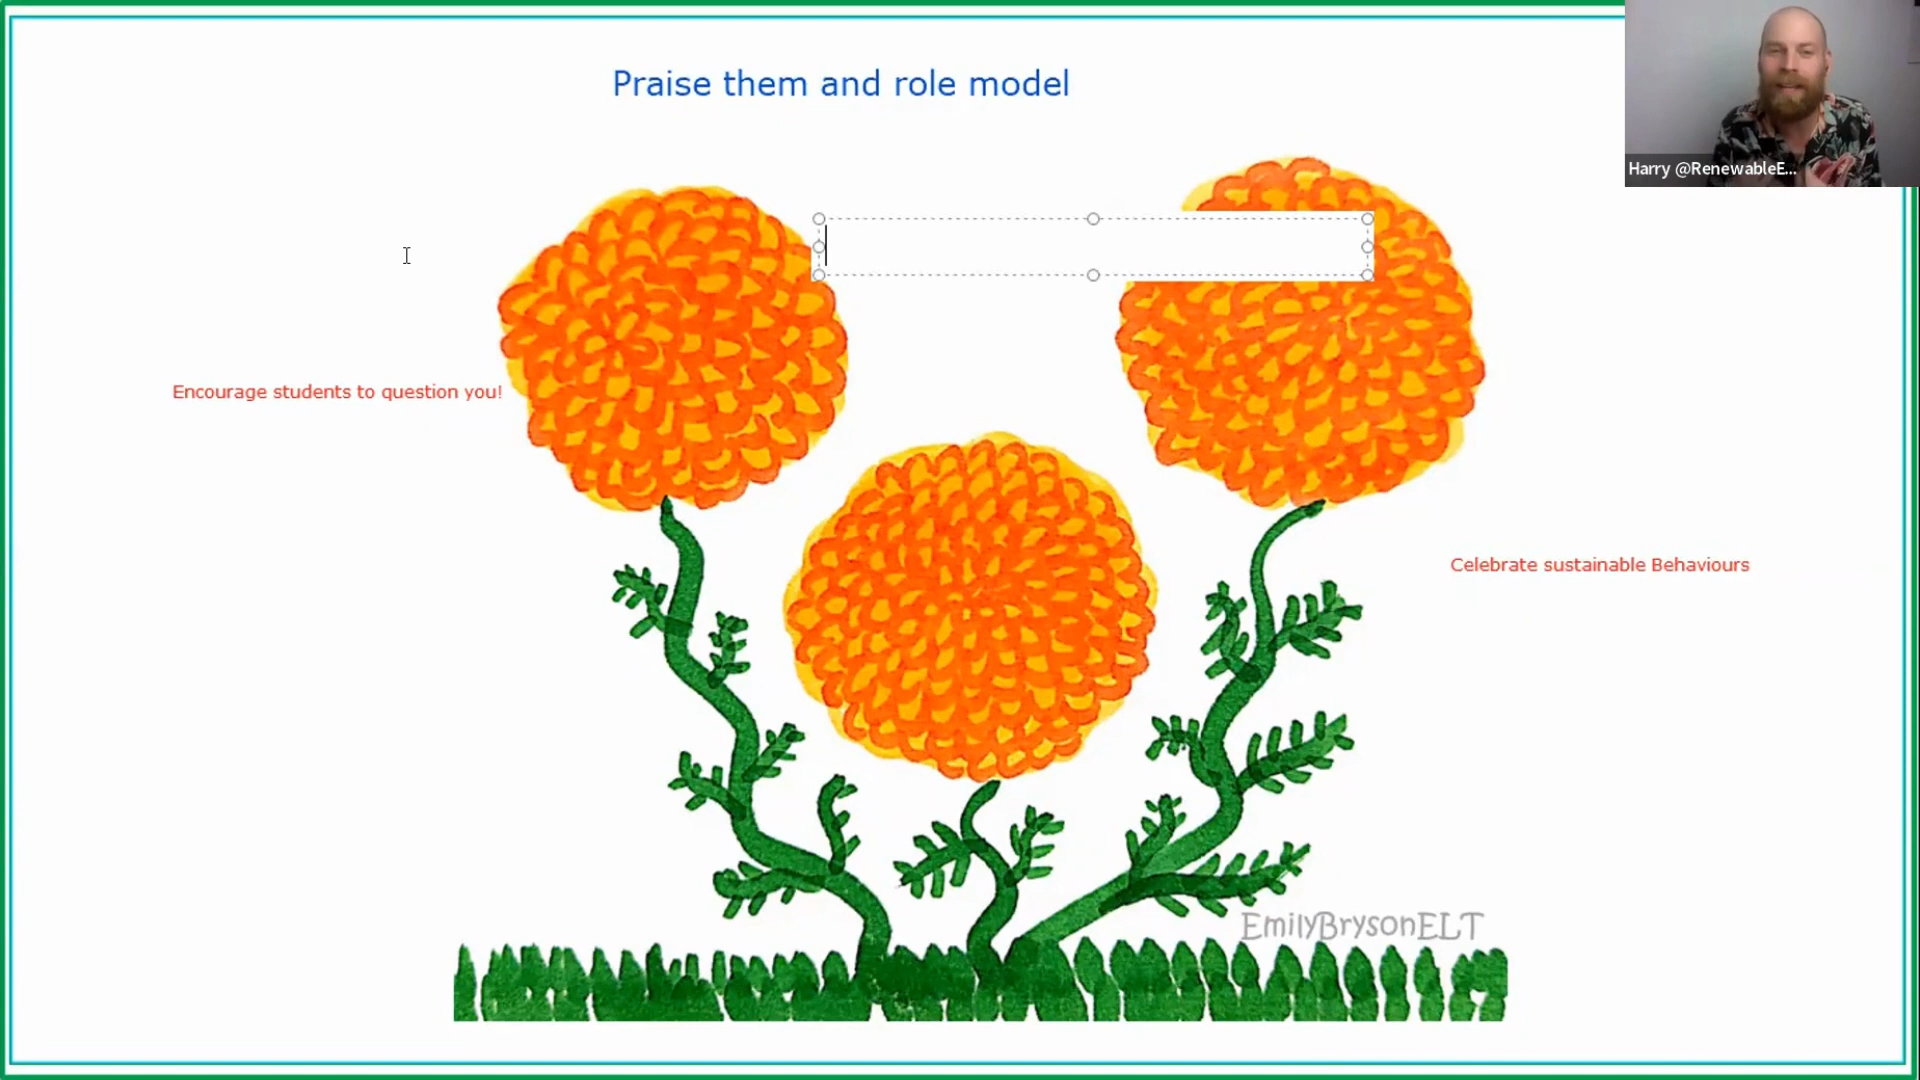 Praise them and role model
Harry @RenewableE...
Encourage students to question you!
Celebrate sustainable Behaviours
EmilyBrysonELT